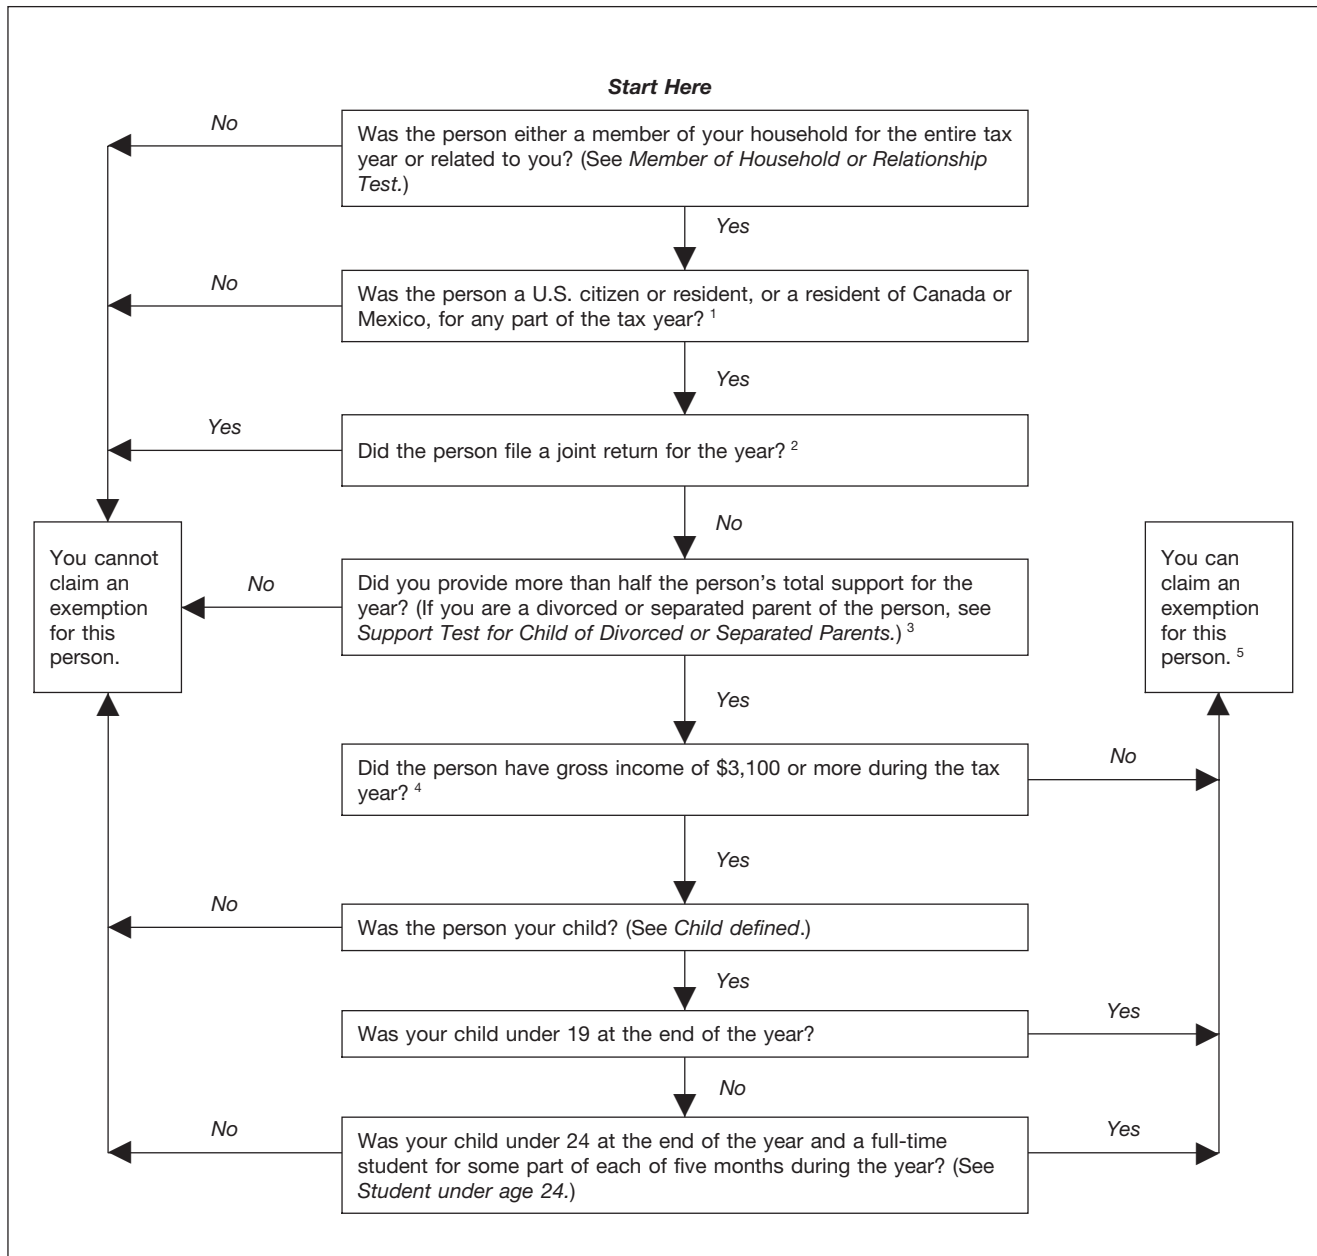 Start Here
No
Was the person either a member of your household for the entire tax
year or related to you? (See Member of Household or Relationship
Test.)
Yes
No
Was the person a U.S. citizen or resident, or a resident of Canada or
Mexico, for any part of the tax year? 1
Yes
Yes
Did the person file a joint return for the year? 2
No
You cannot
claim an
exemption
for this
person.
No
Did you provide more than half the person's total support for the
year? (If you are a divorced or separated parent of the person, see
Support Test for Child of Divorced or Separated Parents.) 3
You can
claim an
exemption
for this
person. 5
Yes
Did the person have gross income of $3,100 or more during the tax
year? 4
No
Yes
No
Was the person your child? (See Child defined.)
Yes
Was your child under 19 at the end of the year?
Yes
No
No
Was your child under 24 at the end of the year and a full-time
student for some part of each of five months during the year? (See
Student under age 24.)
Yes